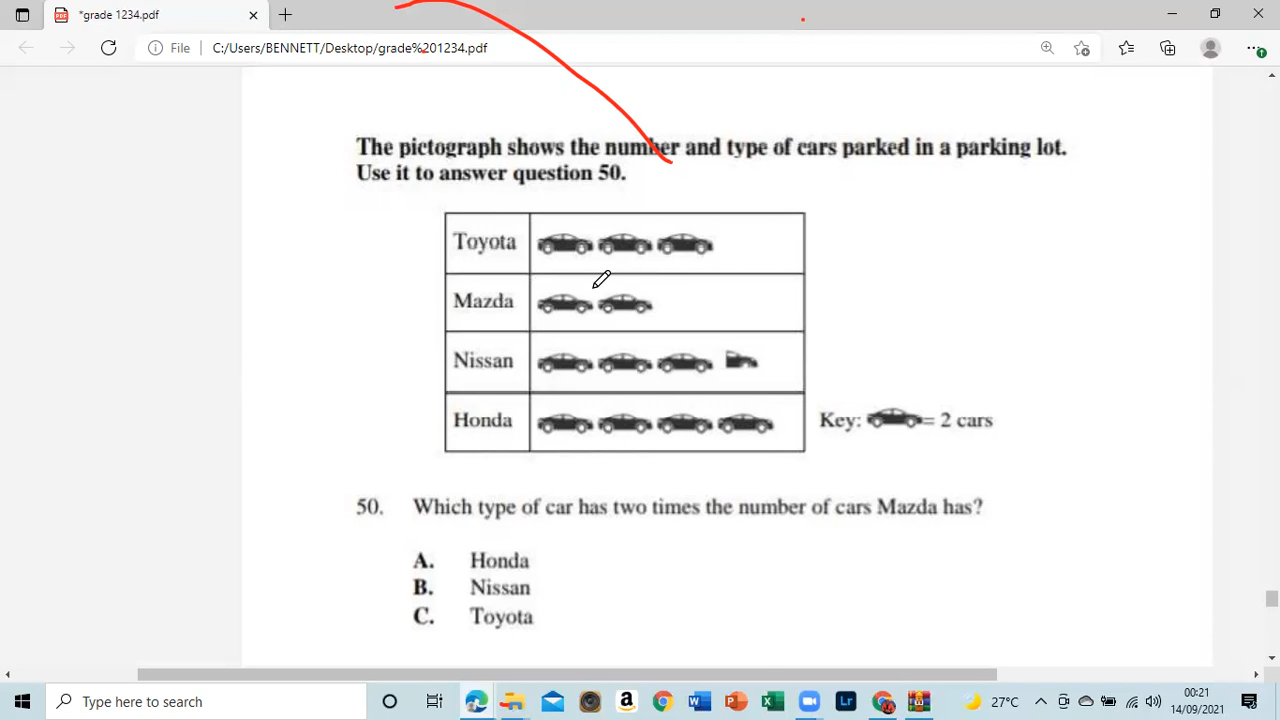 *grade 1234.pdf
File
C:/Users/BENNETT/Desktop/grade%201234.pdf
The pictograph shows the number and type of cars parked in a parking lot.
Use it to answer question 50.
Toyota
Mazda
Nissan
Honda
Key: = 2 cars
50. Which type of car has two times the number of cars Mazda has?
A. Honda
B. Nissan
C. Toyota
Type here to search
a
W
P
X
Lr
27°C
00:21
14/09/2021